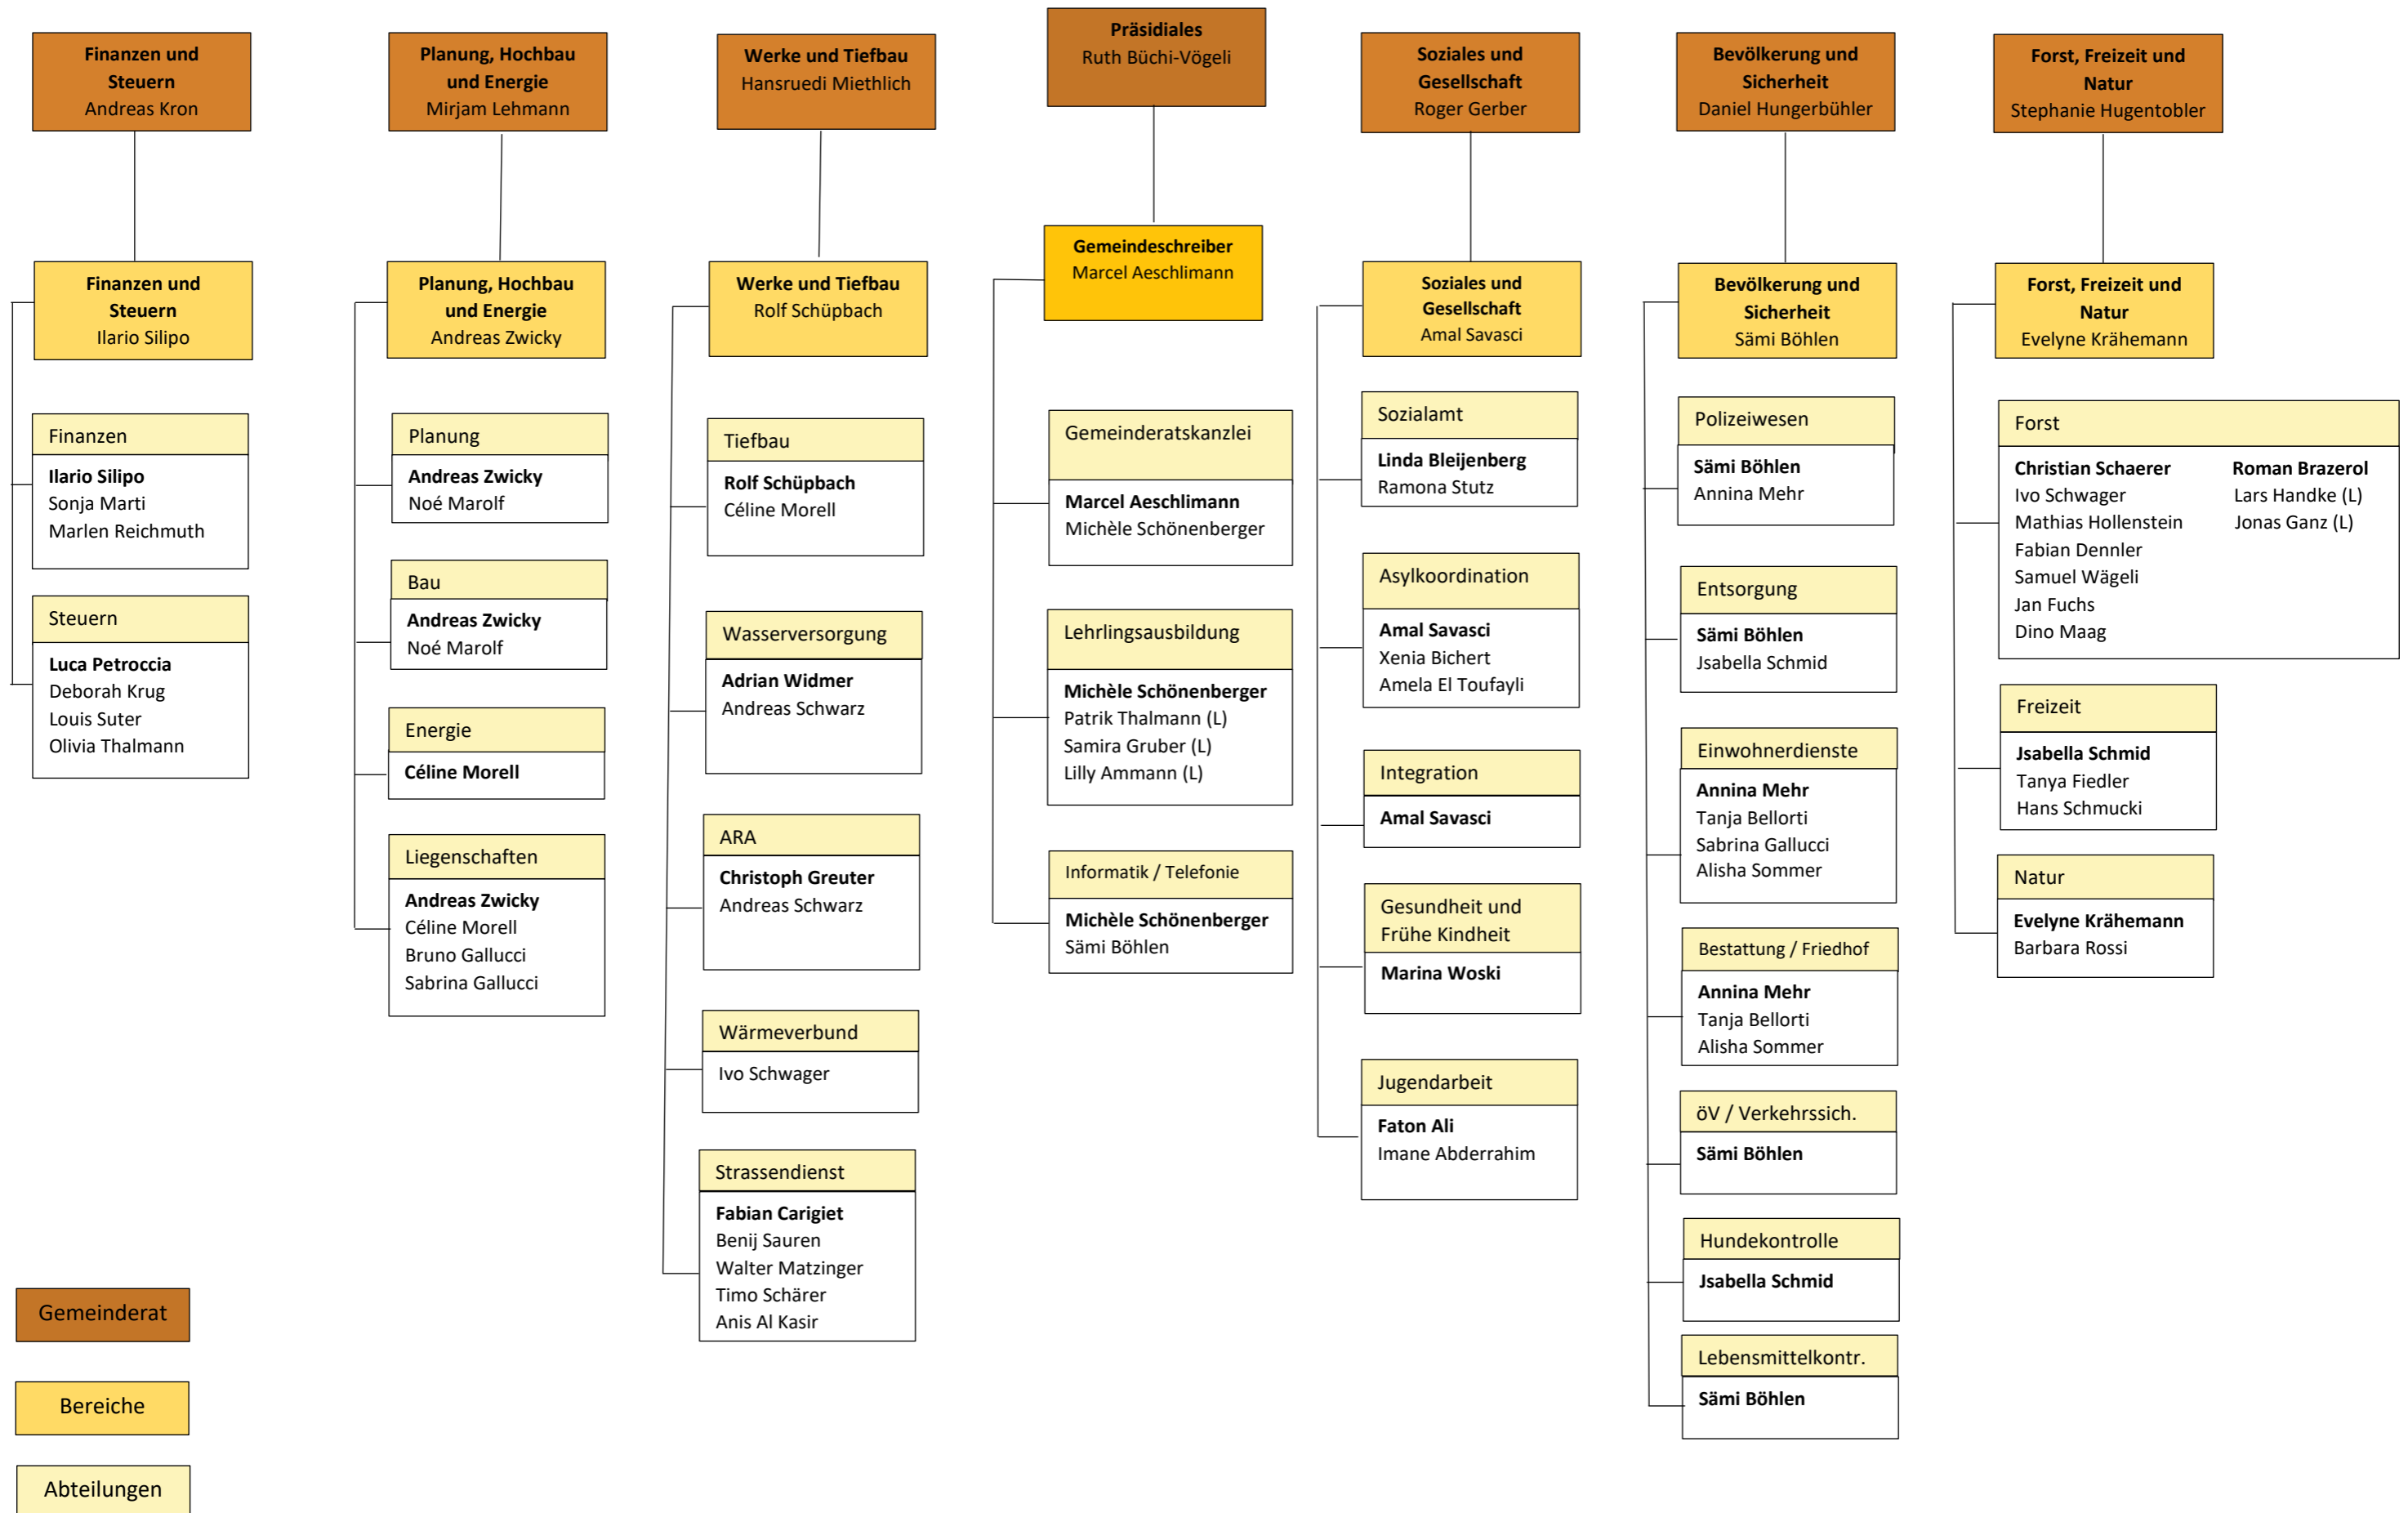 Finanzen und
Steuern
Andreas Kron
Planung, Hochbau
und Energie
Mirjam Lehmann
Werke und Tiefbau
Hansruedi Miethlich
Präsidiales
Ruth Büchi-Vögeli
Soziales und
Gesellschaft
Roger Gerber
Bevölkerung und
Sicherheit
Daniel Hungerbühler
Forst, Freizeit und
Natur
Stephanie Hugentobler
Finanzen und
Steuern
Ilario Silipo
Finanzen
Ilario Silipo
Sonja Marti
Marlen Reichmuth
Steuern
Luca Petroccia
Deborah Krug
Louis Suter
Olivia Thalmann
Planung, Hochbau
und Energie
Andreas Zwicky
Planung
Andreas Zwicky
Noé Marolf
Bau
Andreas Zwicky
Noé Marolf
Energie
Céline Morell
Liegenschaften
Andreas Zwicky
Céline Morell
Bruno Gallucci
Sabrina Gallucci
Werke und Tiefbau
Rolf Schüpbach
Tiefbau
Rolf Schüpbach
Céline Morell
Wasserversorgung
Adrian Widmer
Andreas Schwarz
ARA
Christoph Greuter
Andreas Schwarz
Wärmeverbund
Ivo Schwager
Strassendienst
Fabian Carigiet
Benij Sauren
Walter Matzinger
Timo Schärer
Anis Al Kasir
Gemeindeschreiber
Marcel Aeschlimann
Gemeinderatskanzlei
Marcel Aeschlimann
Michèle Schönenberger
Lehrlingsausbildung
Michèle Schönenberger
Patrik Thalmann (L)
Samira Gruber (L)
Lilly Ammann (L)
Informatik / Telefonie
Michèle Schönenberger
Sämi Böhlen
Soziales und
Gesellschaft
Amal Savasci
Sozialamt
Linda Bleijenberg
Ramona Stutz
Asylkoordination
Amal Savasci
Xenia Bichert
Amela El Toufayli
Integration
Amal Savasci
Gesundheit und
Frühe Kindheit
Marina Woski
Jugendarbeit
Faton Ali
Imane Abderrahim
Bevölkerung und
Sicherheit
Sämi Böhlen
Polizeiwesen
Sämi Böhlen
Annina Mehr
Entsorgung
Sämi Böhlen
Jsabella Schmid
Einwohnerdienste
Annina Mehr
Tanja Bellorti
Sabrina Gallucci
Alisha Sommer
Bestattung / Friedhof
Annina Mehr
Tanja Bellorti
Alisha Sommer
öV / Verkehrssich.
Sämi Böhlen
Hundekontrolle
Jsabella Schmid
Lebensmittelkontr.
Sämi Böhlen
Forst, Freizeit und
Natur
Evelyne Krähemann
Forst
Christian Schaerer
Ivo Schwager
Mathias Hollenstein
Fabian Dennler
Samuel Wägeli
Jan Fuchs
Dino Maag
Roman Brazerol
Lars Handke (L)
Jonas Ganz (L)
Freizeit
Jsabella Schmid
Tanya Fiedler
Hans Schmucki
Natur
Evelyne Krähemann
Barbara Rossi
Gemeinderat
Bereiche
Abteilungen